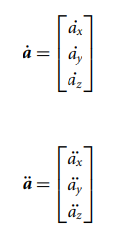 ȧ = [ȧx
ȧy
ȧz]
ä = [äx
äy
äz]